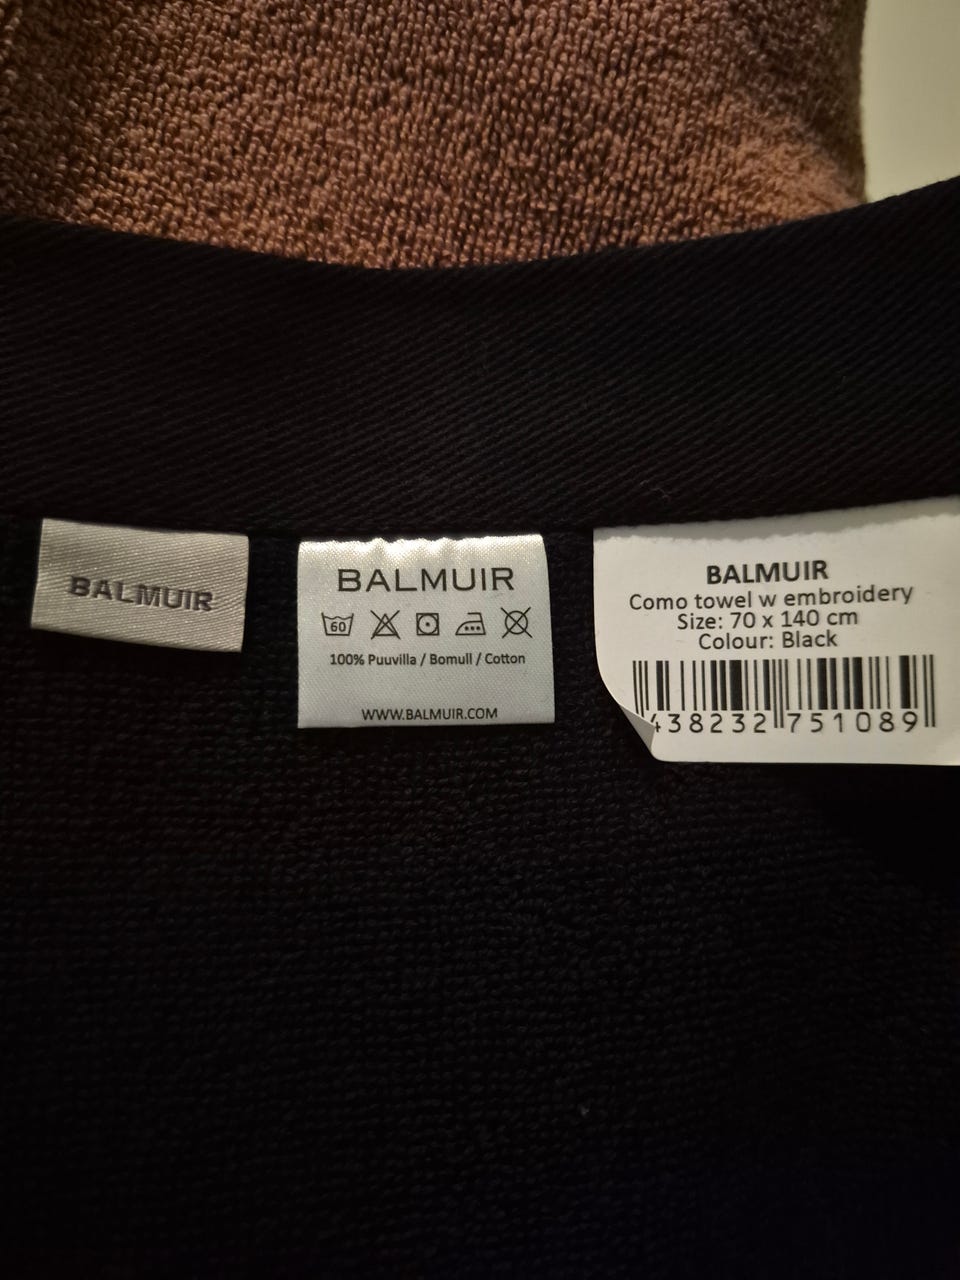 BALMUIR
BALMUIR
60
100% Puuvilla / Bomull / Cotton
WWW.BALMUIR.COM
BALMUIR
Como towel w embroidery
Size: 70 x 140 cm
Colour: Black
438232 751089